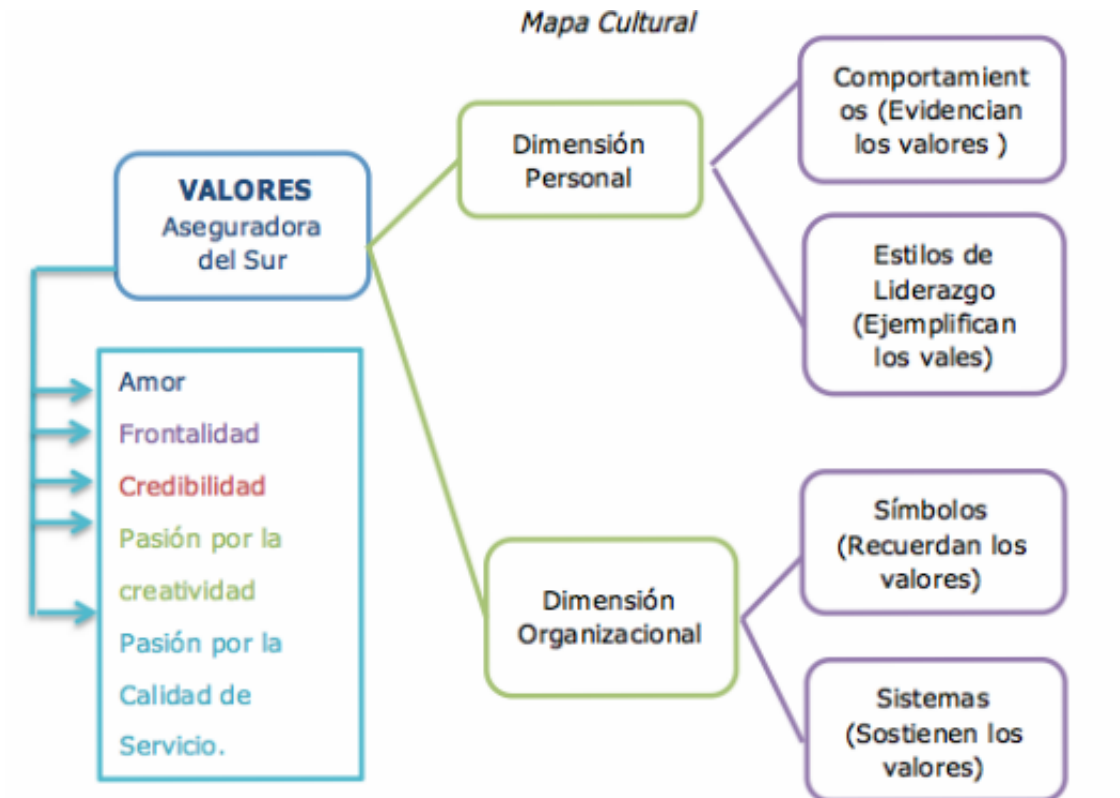 Mapa Cultural
VALORES
Aseguradora
del Sur
Amor
Frontalidad
Credibilidad
Pasión por la
creatividad
Pasión por la
Calidad de
Servicio.
Dimensión
Personal
Comportamient
os (Evidencian
los valores )
Estilos de
Liderazgo
(Ejemplifican
los vales)
Dimensión
Organizacional
Símbolos
(Recuerdan los
valores)
Sistemas
(Sostienen los
valores)